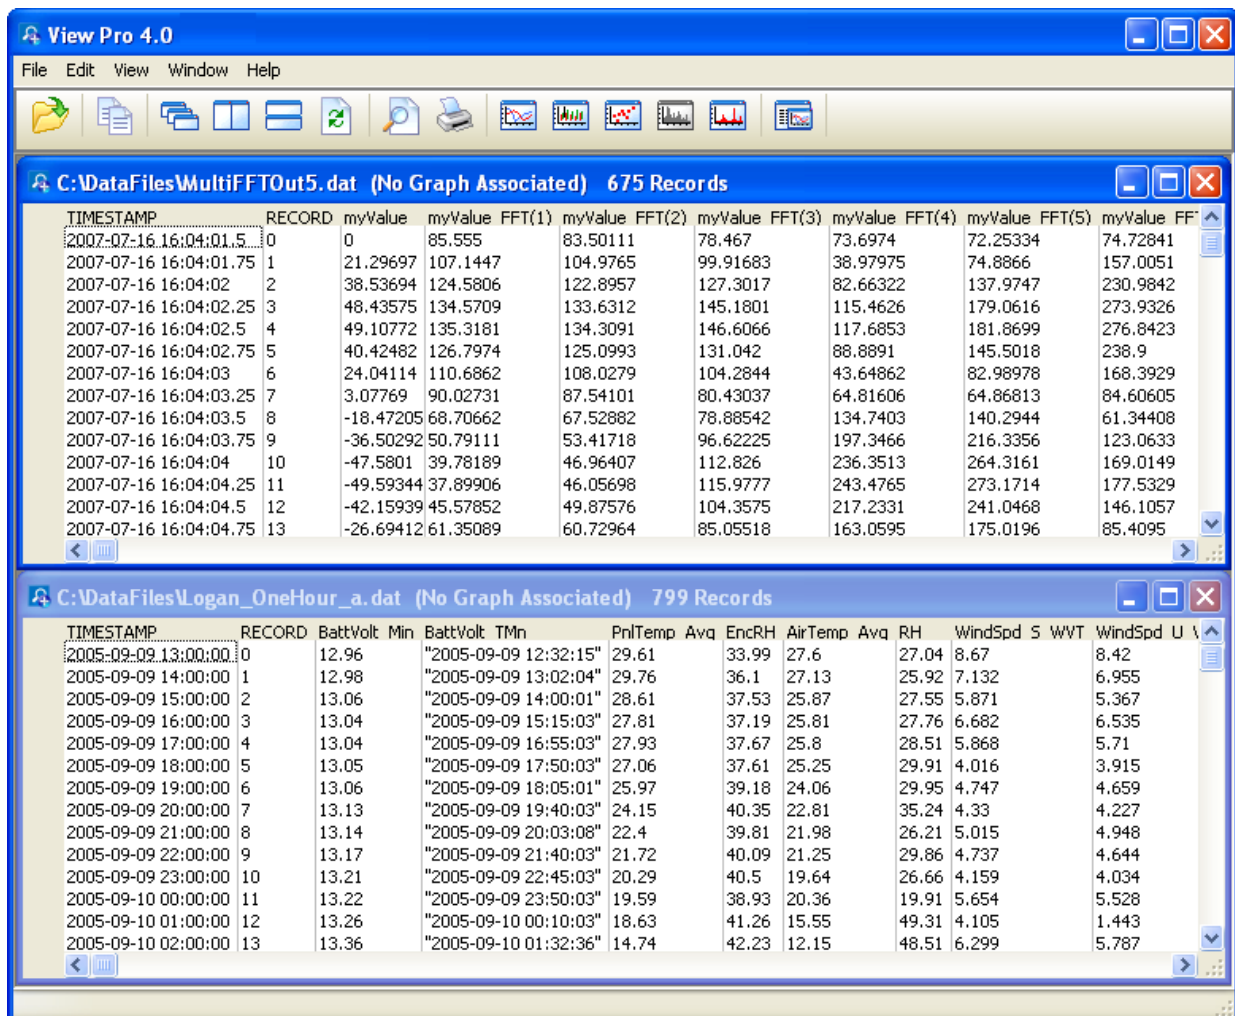 View Pro 4.0
File Edit View Window Help
C:\DataFiles\MultiFFTOut5.dat (No Graph Associated) 675 Records
TIMESTAMP RECORD myValue myValue_FFT(1) myValue_FFT(2) myValue_FFT(3) myValue_FFT(4) myValue_FFT(5) myValue_FF
2007-07-16 16:04:01.5 0 0 85.555 83.50111 78.467 73.6974 72.25334 74.72841
2007-07-16 16:04:01.75 1 21.29697 107.1447 104.9765 99.91683 38.97975 74.8866 157.0051
2007-07-16 16:04:02 2 38.53694 124.5806 122.8957 127.3017 82.66322 137.9747 230.9842
2007-07-16 16:04:02.25 3 48.43575 134.5709 133.6312 145.1801 115.4626 179.0616 273.9326
2007-07-16 16:04:02.5 4 49.10772 135.3181 134.3091 146.6066 117.6853 181.8699 276.8423
2007-07-16 16:04:02.75 5 40.42482 126.7974 125.0993 131.042 88.8891 145.5018 238.9
2007-07-16 16:04:03 6 24.04114 110.6862 108.0279 104.2844 43.64862 82.98978 168.3929
2007-07-16 16:04:03.25 7 3.07769 90.02731 87.54101 80.43037 64.81606 64.86813 84.60605
2007-07-16 16:04:03.5 8 -18.47205 68.70662 67.52882 78.88542 134.7403 140.2944 61.34408
2007-07-16 16:04:03.75 9 -36.50292 50.79111 53.41718 96.62225 197.3466 216.3356 123.0633
2007-07-16 16:04:04 10 -47.5801 39.78189 46.96407 112.826 236.3513 264.3161 169.0149
2007-07-16 16:04:04.25 11 -49.59344 37.89906 46.05698 115.9777 243.4765 273.1714 177.5329
2007-07-16 16:04:04.5 12 -42.15939 45.57852 49.87576 104.3575 217.2331 241.0468 146.1057
2007-07-16 16:04:04.75 13 -26.69412 61.35089 60.72964 85.05518 163.0595 175.0196 85.4095
C:\DataFiles\Logan_OneHour_a.dat (No Graph Associated) 799 Records
TIMESTAMP RECORD BattVolt_Min BattVolt_TMn PnlTemp_Avg EncRH AirTemp_Avg RH WindSpd_S_WVT WindSpd_U_
2005-09-09 13:00:00 0 12.96 "2005-09-09 12:32:15" 29.61 33.99 27.6 27.04 8.67 8.42
2005-09-09 14:00:00 1 12.98 "2005-09-09 13:02:04" 29.76 36.1 27.13 25.92 7.132 6.955
2005-09-09 15:00:00 2 13.06 "2005-09-09 14:00:01" 28.61 37.53 25.87 27.55 5.871 5.367
2005-09-09 16:00:00 3 13.04 "2005-09-09 15:15:03" 27.81 37.19 25.81 27.76 6.682 6.535
2005-09-09 17:00:00 4 13.04 "2005-09-09 16:55:03" 27.93 37.67 25.8 28.51 5.868 5.71
2005-09-09 18:00:00 5 13.05 "2005-09-09 17:50:03" 27.06 37.61 25.25 29.91 4.016 3.915
2005-09-09 19:00:00 6 13.06 "2005-09-09 18:05:01" 25.97 39.18 24.06 29.95 4.747 4.659
2005-09-09 20:00:00 7 13.13 "2005-09-09 19:40:03" 24.15 40.35 22.81 35.24 4.33 4.227
2005-09-09 21:00:00 8 13.14 "2005-09-09 20:03:08" 22.4 39.81 21.98 26.21 5.015 4.948
2005-09-09 22:00:00 9 13.17 "2005-09-09 21:40:03" 21.72 40.09 21.25 29.86 4.737 4.644
2005-09-09 23:00:00 10 13.21 "2005-09-09 22:45:03" 20.29 40.5 19.64 26.66 4.159 4.034
2005-09-10 00:00:00 11 13.22 "2005-09-09 23:50:03" 19.59 38.93 20.36 19.91 5.654 5.528
2005-09-10 01:00:00 12 13.26 "2005-09-10 00:10:03" 18.63 41.26 15.55 49.31 4.105 1.443
2005-09-10 02:00:00 13 13.36 "2005-09-10 01:32:36" 14.74 42.23 12.15 48.51 6.299 5.787